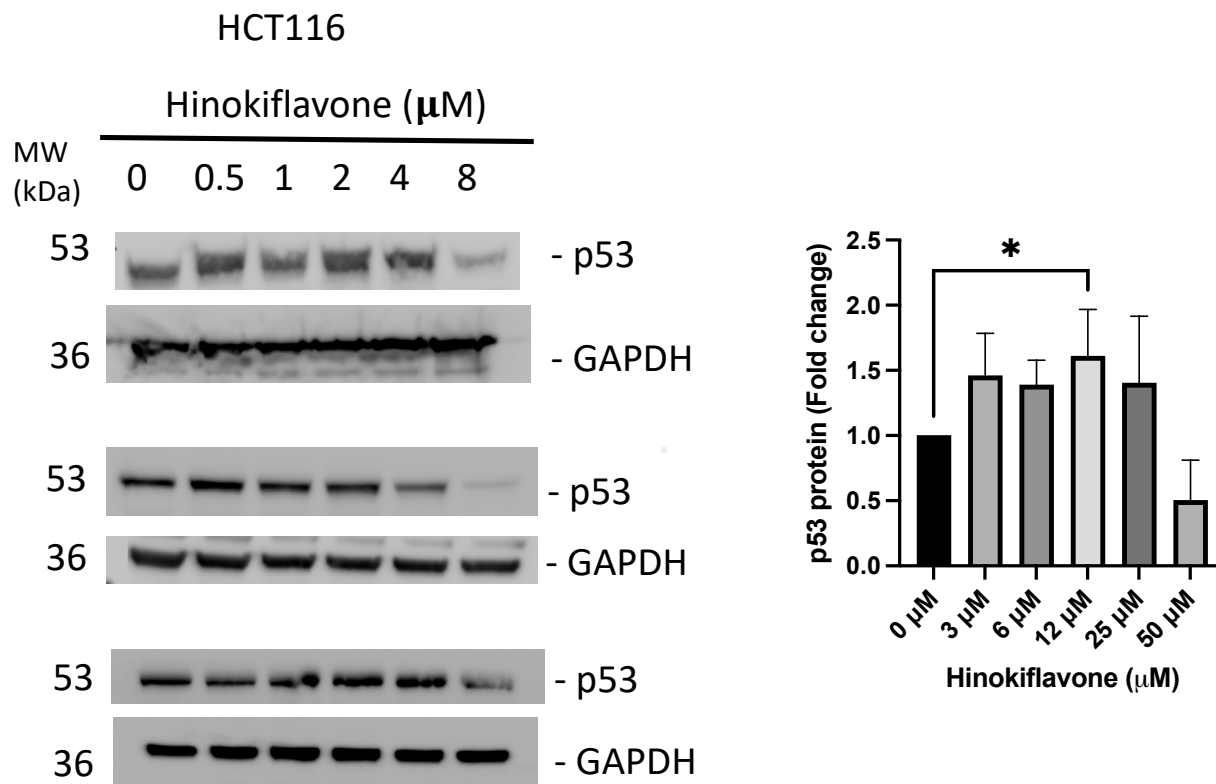 HCT116
Hinokiflavone (μM)
MW
(kDa)
0 0.5 1 2 4 8
53 - p53
36 - GAPDH
53 - p53
36 - GAPDH
53 - p53
36 - GAPDH
*
p53 protein (Fold change)
2.5
2.0
1.5
1.0
0.5
0.0
0 μM 3 μM 6 μM 12 μM 25 μM 50 μM
Hinokiflavone (μM)